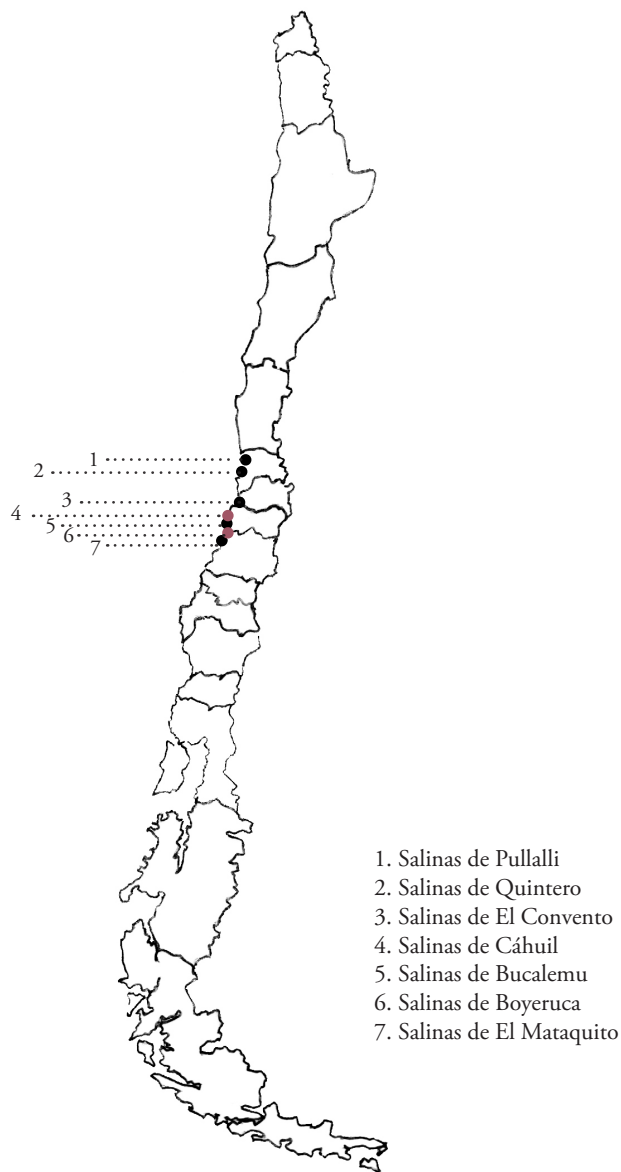 1
2
3
4
5
6
7
1. Salinas de Pullalli
2. Salinas de Quintero
3. Salinas de El Convento
4. Salinas de Cáhuil
5. Salinas de Bucalemu
6. Salinas de Boyeruca
7. Salinas de El Mataquito